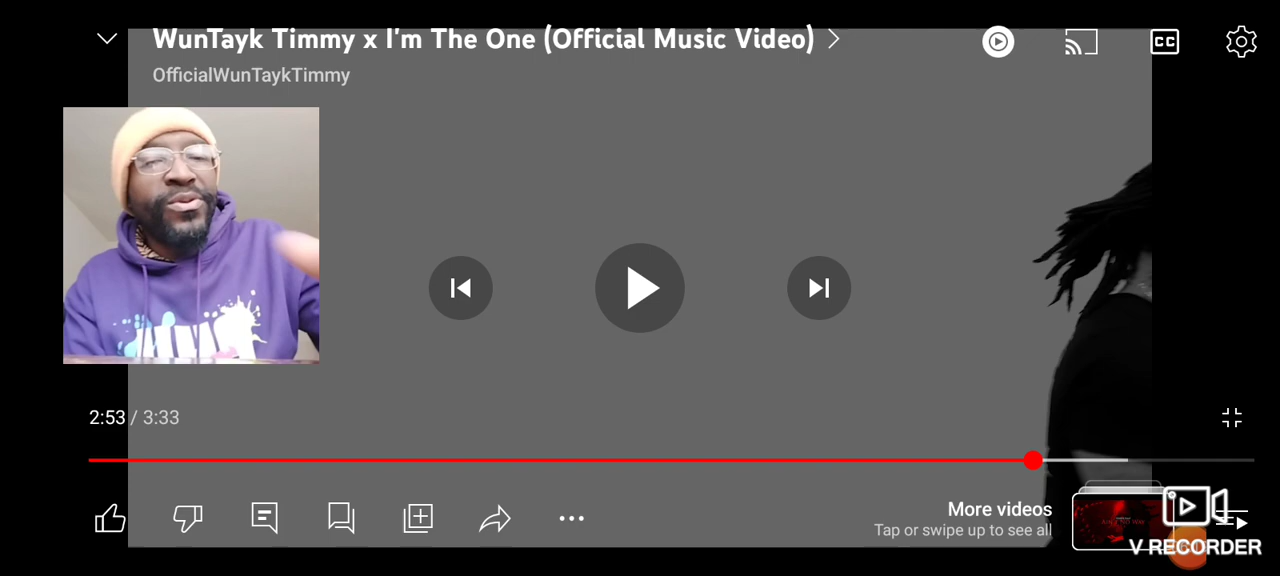 WunTayk Timmy x I'm The One (Official Music Video)
OfficialWunTaykTimmy
CC
2:53 / 3:33
More videos
Tap or swipe up to see all
V RECORDER